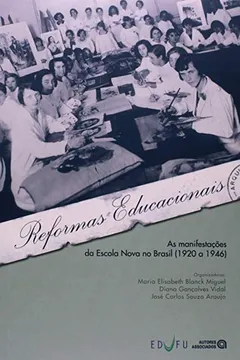 Reformas Educacionais
ARQUI
As manifestações
da Escola Nova no Brasil (1920 a 1946)
Organizadores:
Maria Elisabeth Blanck Miguel
Diana Gonçalves Vidal
José Carlos Souza Araujo
EDUFU
AUTORES
ASSOCIADOS